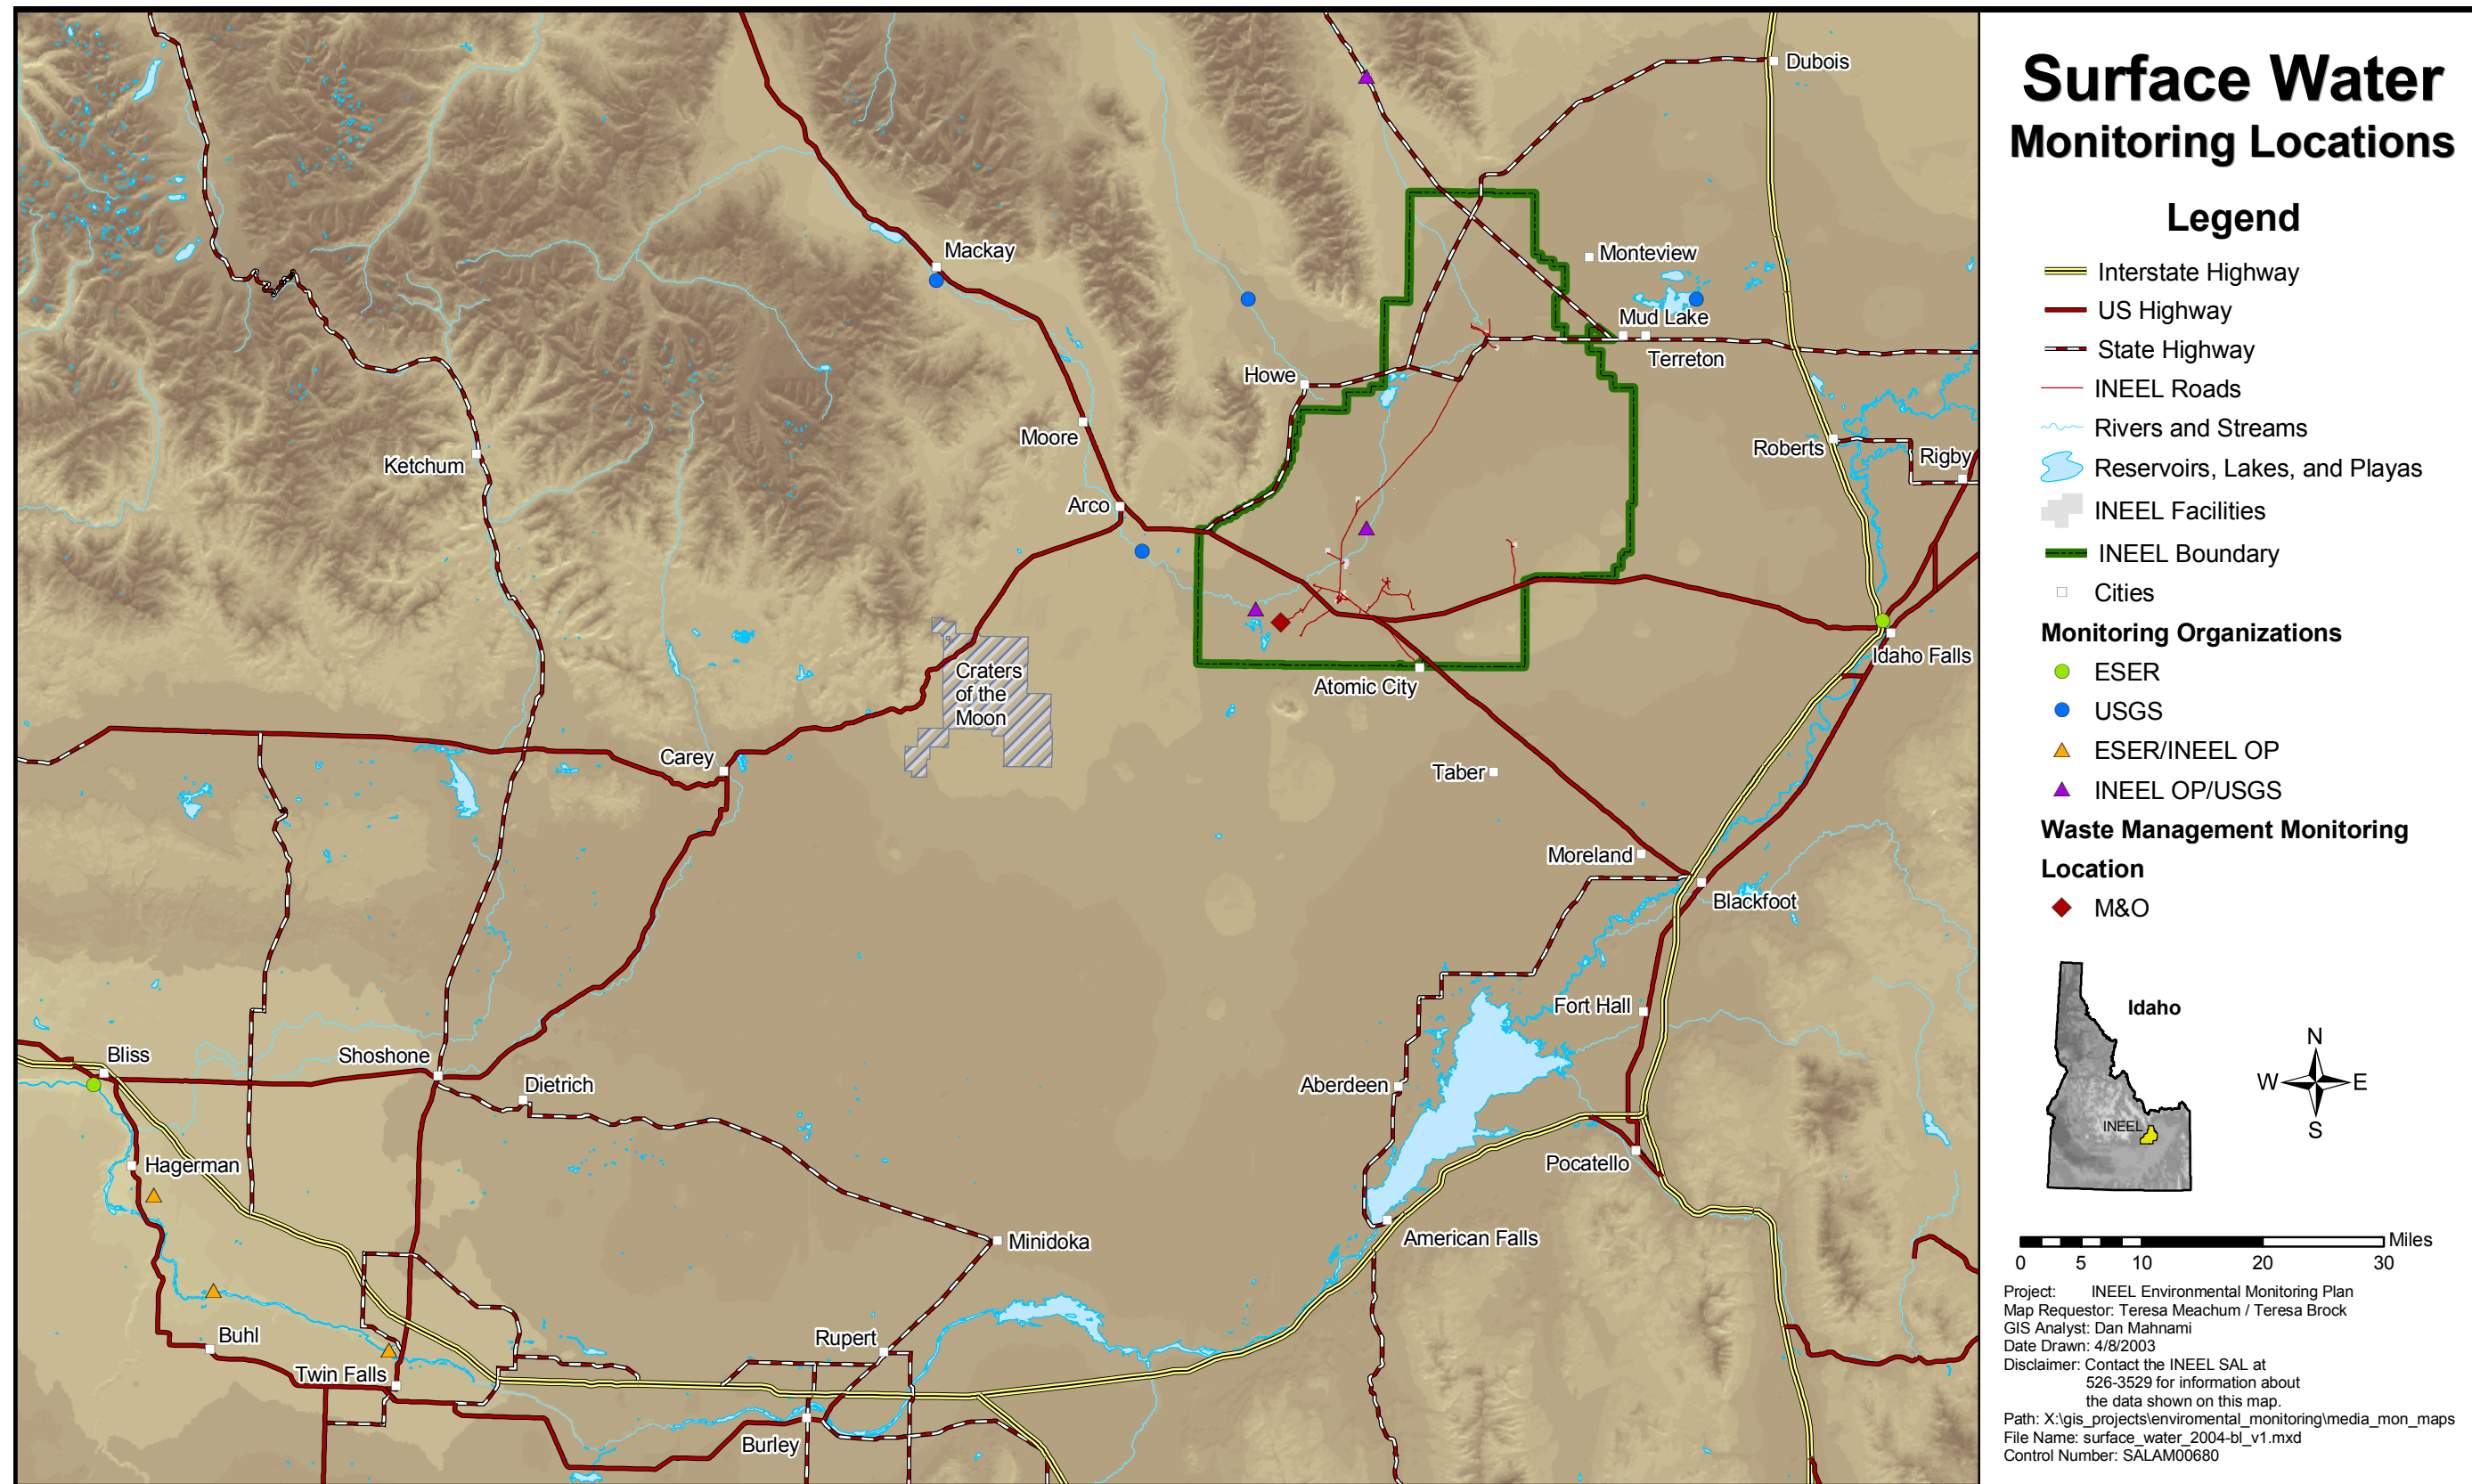 Surface Water
Monitoring Locations
Legend
Interstate Highway
US Highway
State Highway
INEEL Roads
Rivers and Streams
Reservoirs, Lakes, and Playas
INEEL Facilities
INEEL Boundary
Cities
Monitoring Organizations
ESER
USGS
ESER/INEEL OP
INEEL OP/USGS
Waste Management Monitoring
Location
M&O
Idaho
INEEL
N
W
E
S
Miles
0 5 10 20 30
Project: INEEL Environmental Monitoring Plan
Map Requestor: Teresa Meachum / Teresa Brock
GIS Analyst: Dan Mahnami
Date Drawn: 4/8/2003
Disclaimer: Contact the INEEL SAL at
526-3529 for information about
the data shown on this map.
Path: X:\gis_projects\enviromental_monitoring\media_mon_maps
File Name: surface_water_2004-bl_v1.mxd
Control Number: SALAM00680
Dubois
Mackay
Monteview
Mud Lake
Terreton
Howe
Moore
Roberts
Rigby
Ketchum
Arco
Idaho Falls
Craters
of the
Moon
Atomic City
Carey
Taber
Moreland
Blackfoot
Fort Hall
Bliss
Shoshone
Dietrich
Aberdeen
Hagerman
Pocatello
Minidoka
American Falls
Buhl
Rupert
Twin Falls
Burley